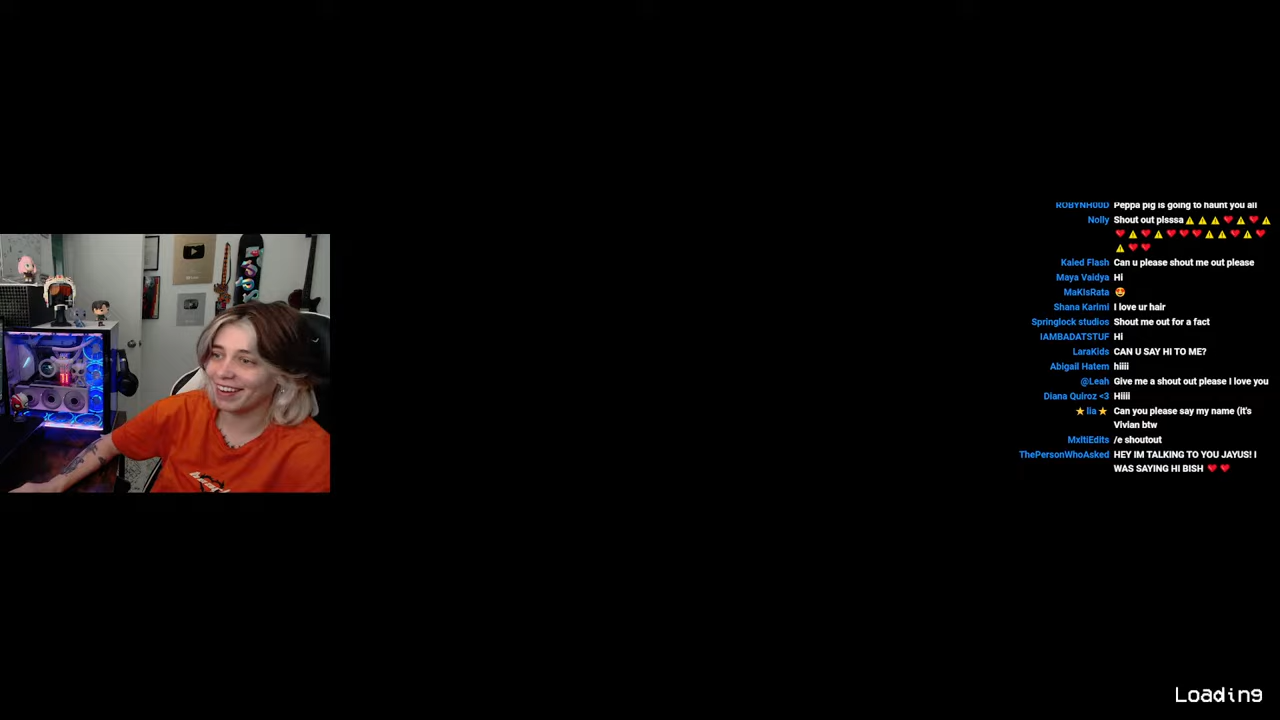 ROBYNH00D Peppa pig is going to haunt you all
Nolly Shout out plsssa⚠️⚠️⚠️❤️⚠️❤️⚠️
❤️⚠️❤️⚠️❤️❤️❤️⚠️⚠️❤️⚠️❤️
⚠️❤️❤️
Kaled Flash Can u please shout me out please
Maya Vaidya Hi
MaKIsRata 🤩
Shana Karimi I love ur hair
Springlock studios Shout me out for a fact
IAMBADATSTUF Hi
LaraKids CAN U SAY HI TO ME?
Abigail Hatem hiiii
@Leah Give me a shout out please I love you
Diana Quiroz <3 Hiiii
⭐lia⭐ Can you please say my name (it's
Vivian btw
MxltiEdits /e shoutout
ThePersonWhoAsked HEY IM TALKING TO YOU JAYUS! I
WAS SAYING HI BISH ❤️ ❤️
Loading